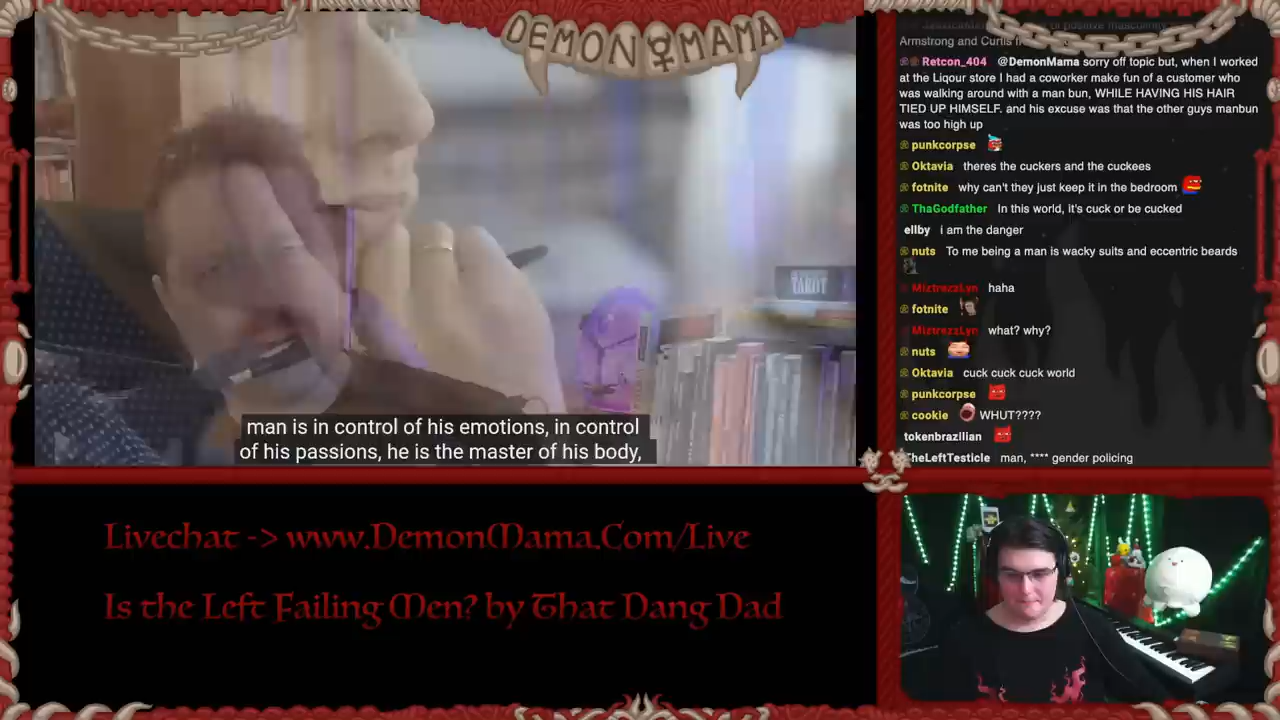 DEMON MAMA
TAROT
man is in control of his emotions, in control
of his passions, he is the master of his body,
Armstrong and Curtis
Retcon_404 @DemonMama sorry off topic but, when I worked
at the Liqour store I had a coworker make fun of a customer who
was walking around with a man bun, WHILE HAVING HIS HAIR
TIED UP HIMSELF. and his excuse was that the other guys manbun
was too high up
punkcorpse
Oktavia theres the cuckers and the cuckees
fotnite why can't they just keep it in the bedroom
ThaGodfather In this world, it's cuck or be cucked
ellby i am the danger
nuts To me being a man is wacky suits and eccentric beards
MiztrezzLyn haha
fotnite
MiztrezzLyn what? why?
nuts
Oktavia cuck cuck cuck world
punkcorpse
cookie WHUT????
tokenbrazilian
TheLeftTesticle man, **** gender policing
Livechat -> www.DemonMama.Com/Live
Is the Left Failing Men? by That Dang Dad